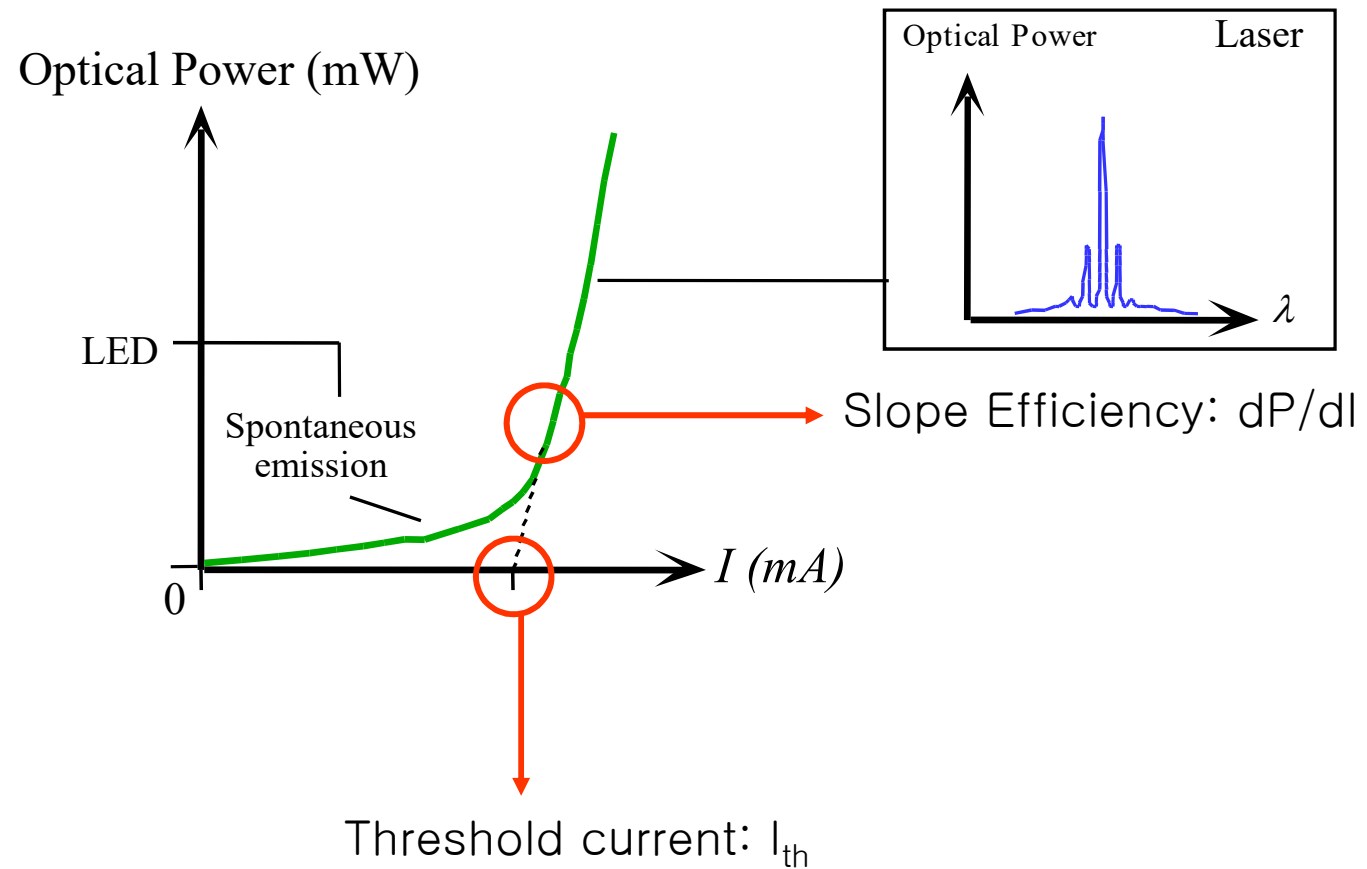 Optical Power (mW)
Optical Power
Laser
λ
LED
Spontaneous
emission
Slope Efficiency: dP/dI
I (mA)
0
Threshold current: Ith